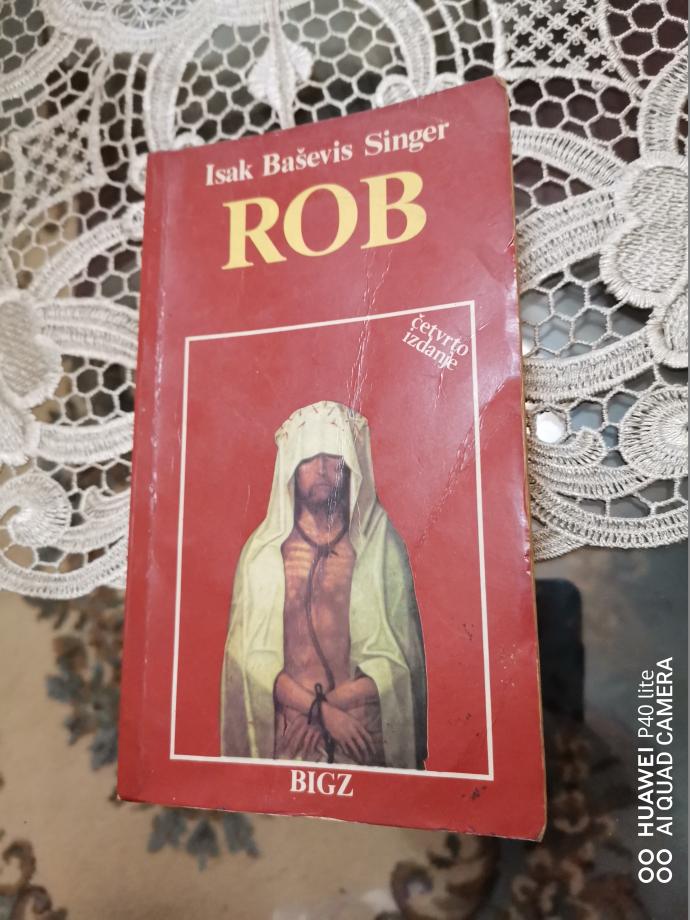 Isak Baševis Singer
ROB
četvrto
izdanje
BIGZ
HUAWEI P40 lite
AI QUAD CAMERA